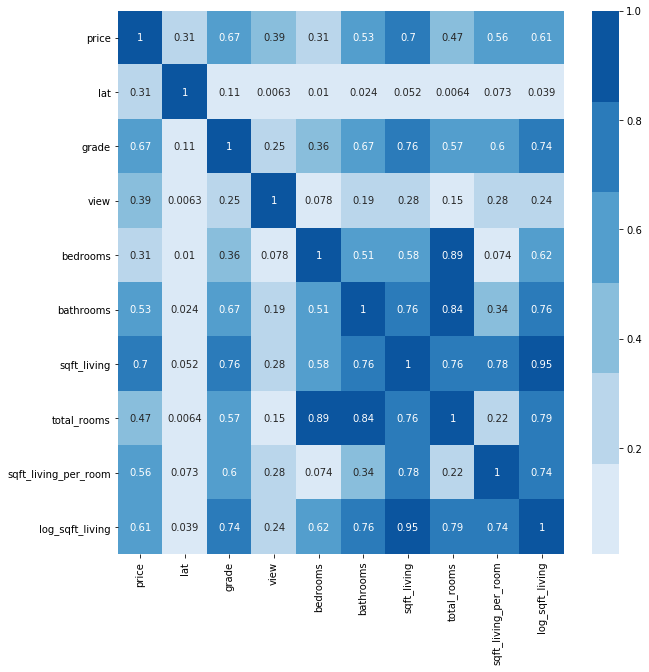 price 1 0.31 0.67 0.39 0.31 0.53 0.7 0.47 0.56 0.61
lat 0.31 1 0.11 0.0063 0.01 0.024 0.052 0.0064 0.073 0.039
grade 0.67 0.11 1 0.25 0.36 0.67 0.76 0.57 0.6 0.74
view 0.39 0.0063 0.25 1 0.078 0.19 0.28 0.15 0.28 0.24
bedrooms 0.31 0.01 0.36 0.078 1 0.51 0.58 0.89 0.074 0.62
bathrooms 0.53 0.024 0.67 0.19 0.51 1 0.76 0.84 0.34 0.76
sqft_living 0.7 0.052 0.76 0.28 0.58 0.76 1 0.76 0.78 0.95
total_rooms 0.47 0.0064 0.57 0.15 0.89 0.84 0.76 1 0.22 0.79
sqft_living_per_room 0.56 0.073 0.6 0.28 0.074 0.34 0.78 0.22 1 0.74
log_sqft_living 0.61 0.039 0.74 0.24 0.62 0.76 0.95 0.79 0.74 1
price
lat
grade
view
bedrooms
bathrooms
sqft_living
total_rooms
sqft_living_per_room
log_sqft_living
1.0
0.8
0.6
0.4
0.2